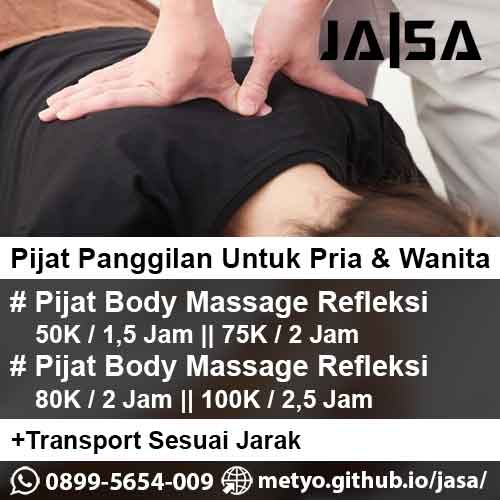 JA|SA
Pijat Panggilan Untuk Pria & Wanita
# Pijat Body Massage Refleksi
50K / 1,5 Jam || 75K / 2 Jam
# Pijat Body Massage Refleksi
80K / 2 Jam || 100K / 2,5 Jam
+Transport Sesuai Jarak
0899-5654-009 metyo.github.io/jasa/